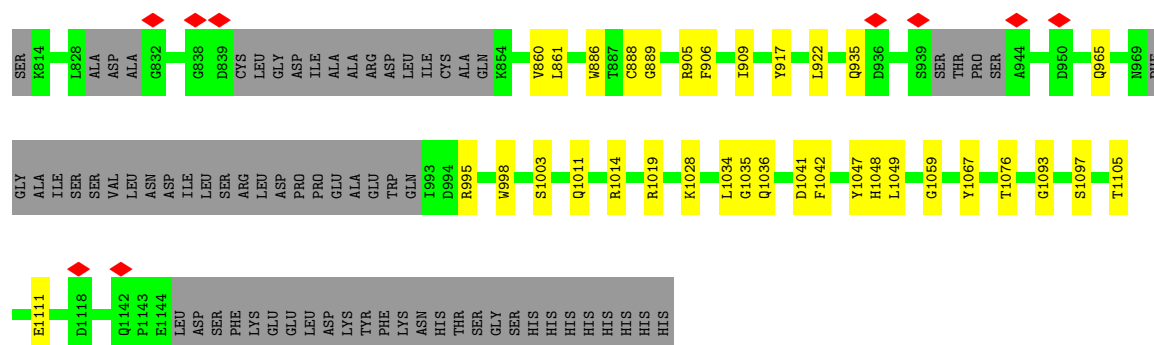 SER K814 L828 ALA ASP ALA G832 G838 D839 CYS LEU GLY ASP ILE ALA ALA ARG ASP LEU ILE CYS ALA GLN K854 V860 L861 W886 T887 C888 G889 R905 F906 I909 Y917 L922 Q935 D936 S939 SER THR PRO SER A944 D950 Q965 N969 PHE
GLY ALA ILE SER SER VAL LEU ASN ASP ILE LEU SER ARG LEU ASP PRO PRO GLU ALA GLU TRP GLN I993 D994 R995 W998 S1003 Q1011 R1014 R1019 K1028 L1034 G1035 Q1036 D1041 F1042 Y1047 H1048 L1049 G1059 Y1067 T1076 G1093 S1097 T1105
E1111 D1118 Q1142 P1143 E1144 LEU ASP SER PHE LYS GLU GLU LEU ASP LYS TYR PHE LYS ASN HIS THR SER GLY SER HIS HIS HIS HIS HIS HIS HIS HIS